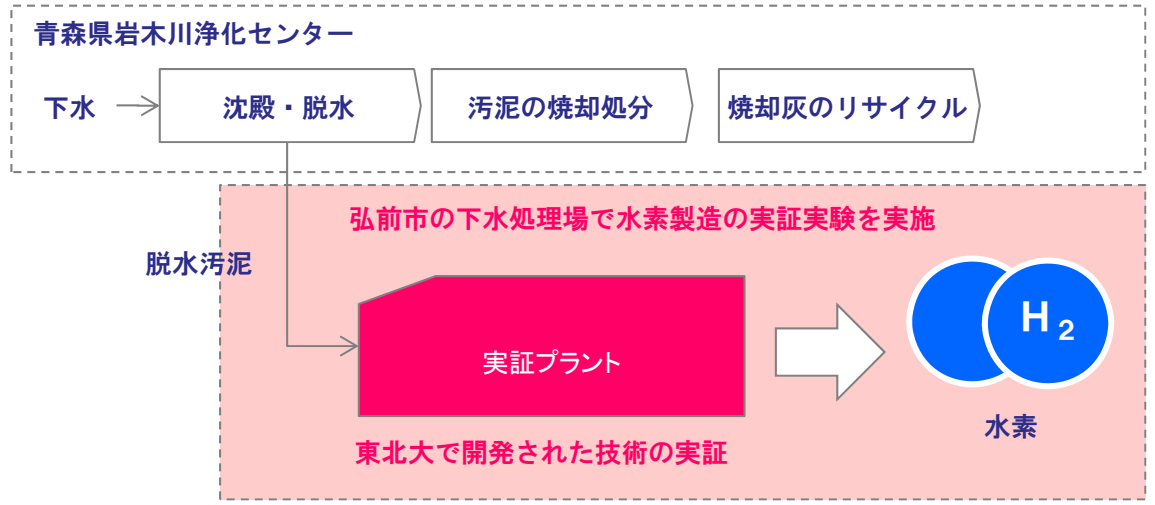 青森県岩木川浄化センター
下水
沈殿・脱水
汚泥の焼却処分
焼却灰のリサイクル
弘前市の下水処理場で水素製造の実証実験を実施
脱水汚泥
実証プラント
H2
水素
東北大で開発された技術の実証